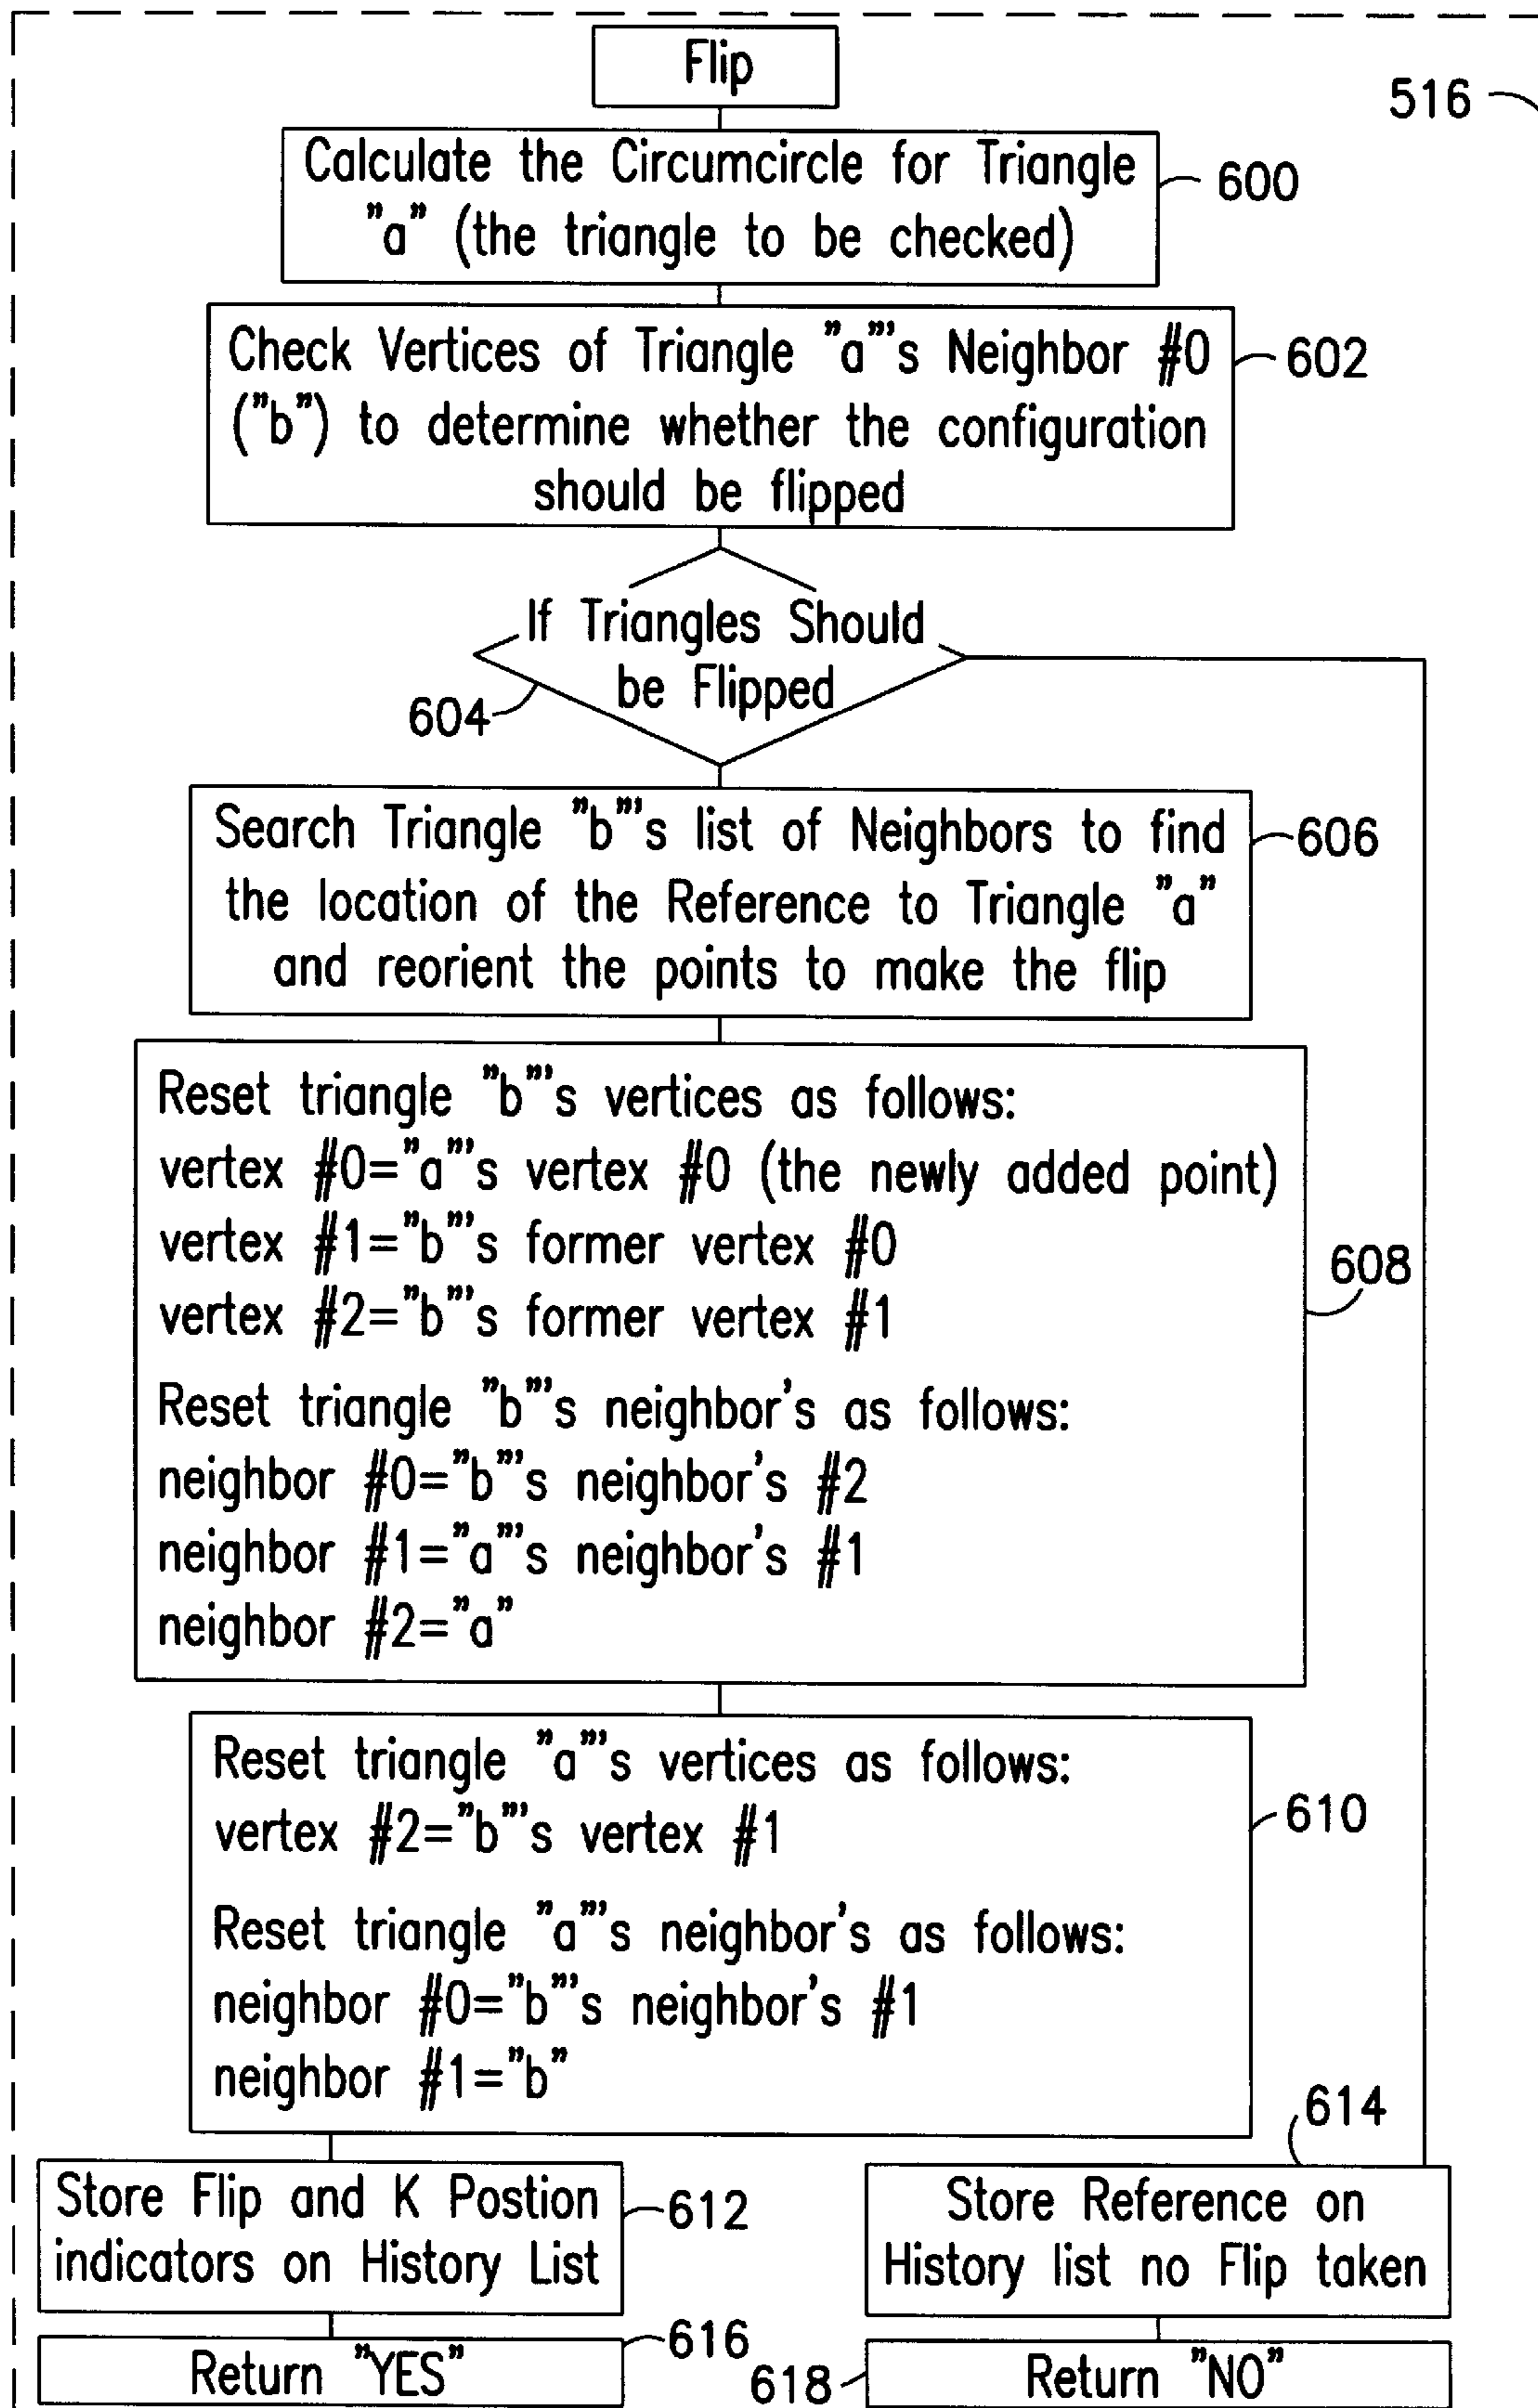 Flip
516
Calculate the Circumcircle for Triangle
"a" (the triangle to be checked)
600
Check Vertices of Triangle "a"'s Neighbor #0
("b") to determine whether the configuration
should be flipped
602
If Triangles Should
be Flipped
604
Search Triangle "b"'s list of Neighbors to find
the location of the Reference to Triangle "a"
and reorient the points to make the flip
606
Reset triangle "b"'s vertices as follows:
vertex #0="a"'s vertex #0 (the newly added point)
vertex #1="b"'s former vertex #0
vertex #2="b"'s former vertex #1
Reset triangle "b"'s neighbor's as follows:
neighbor #0="b"'s neighbor's #2
neighbor #1="a"'s neighbor's #1
neighbor #2="a"
608
Reset triangle "a"'s vertices as follows:
vertex #2="b"'s vertex #1
Reset triangle "a"'s neighbor's as follows:
neighbor #0="b"'s neighbor's #1
neighbor #1="b"
610
Store Flip and K Postion
indicators on History List
612
614
Store Reference on
History list no Flip taken
Return "YES"
616
618
Return "NO"